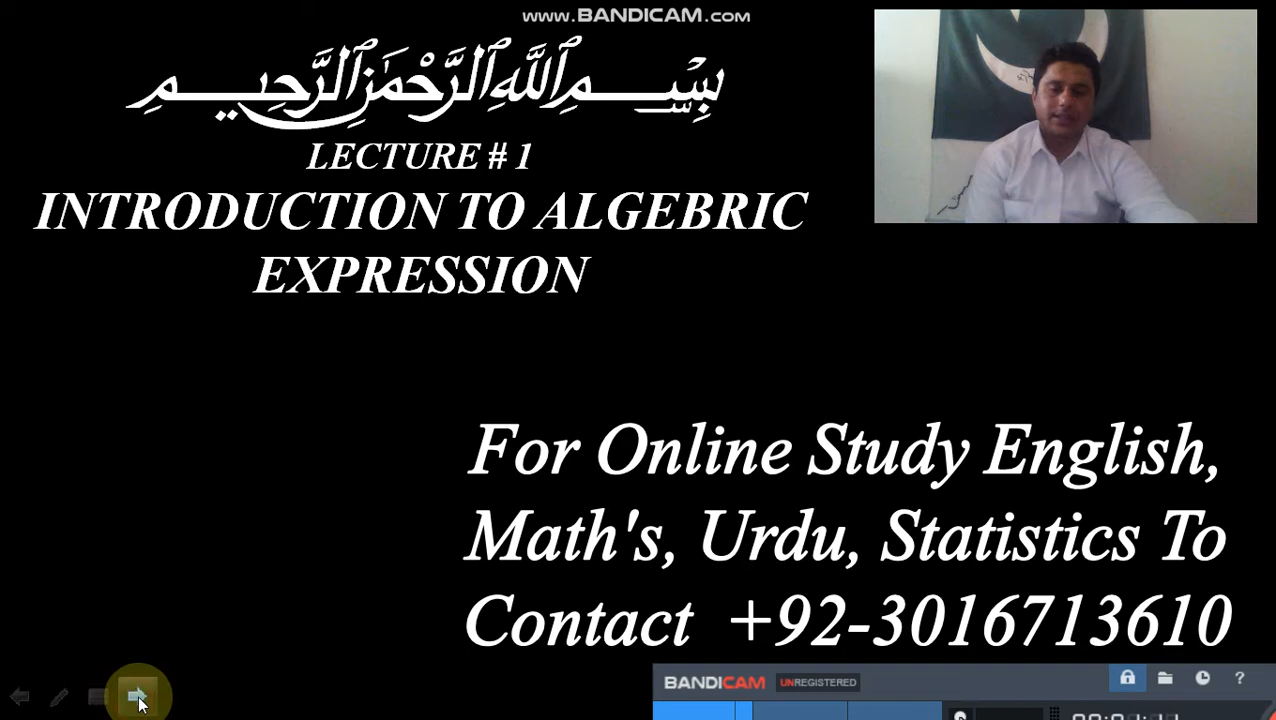 www.BANDICAM.com
بِسْمِ ٱللَّهِ ٱلرَّحْمَٰنِ ٱلرَّحِيمِ
LECTURE # 1
INTRODUCTION TO ALGEBRIC
EXPRESSION
For Online Study English,
Math's, Urdu, Statistics To
Contact +92-3016713610
BANDICAM UNREGISTERED